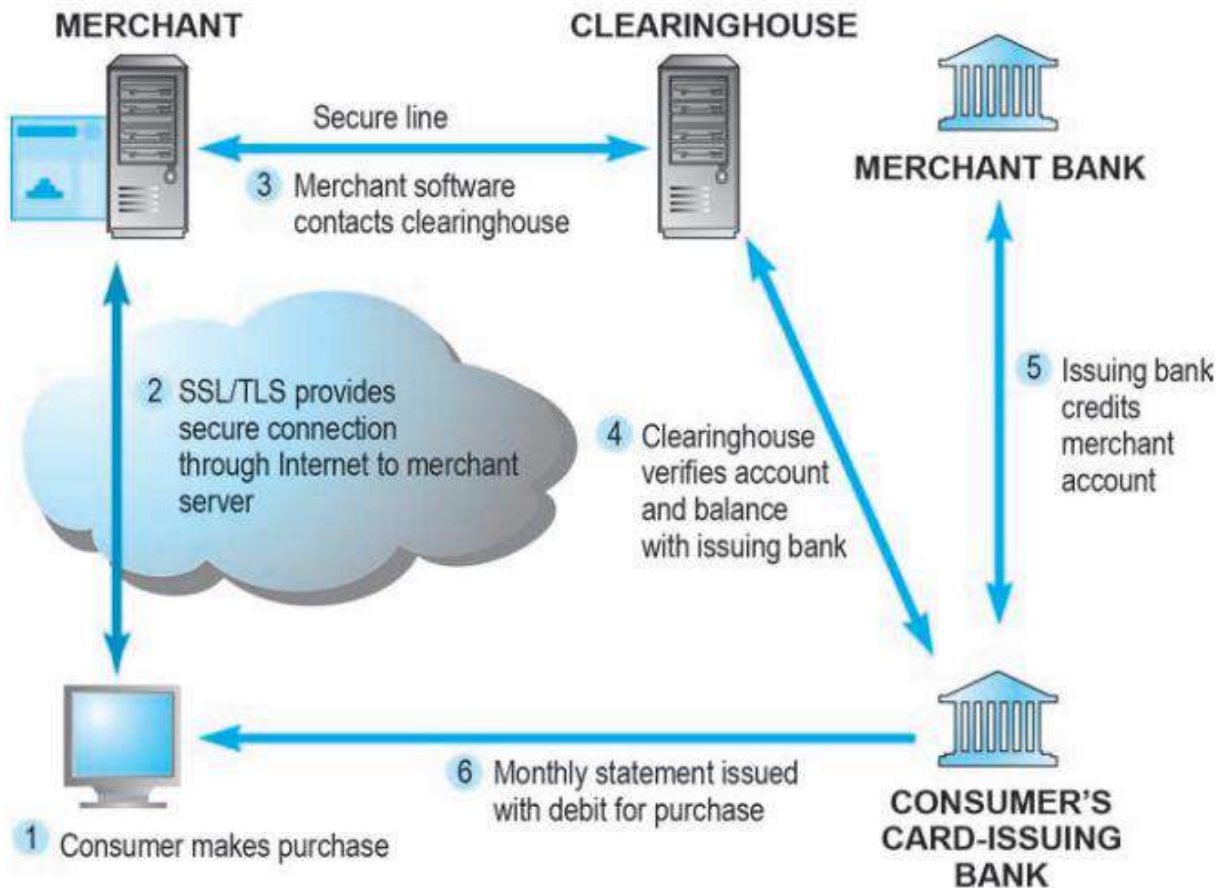 MERCHANT
CLEARINGHOUSE
Secure line
3 Merchant software
contacts clearinghouse
MERCHANT BANK
2 SSL/TLS provides
secure connection
through Internet to merchant
server
4 Clearinghouse
verifies account
and balance
with issuing bank
5 Issuing bank
credits
merchant
account
6 Monthly statement issued
with debit for purchase
1 Consumer makes purchase
CONSUMER'S
CARD-ISSUING
BANK